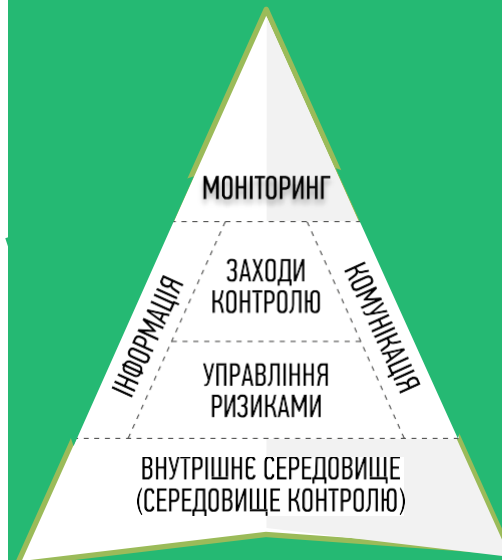 МОНІТОРИНГ
ЗАХОДИ
КОНТРОЛЮ
ІНФОРМАЦІЯ
КОМУНІКАЦІЯ
УПРАВЛІННЯ
РИЗИКАМИ
ВНУТРІШНЄ СЕРЕДОВИЩЕ
(СЕРЕДОВИЩЕ КОНТРОЛЮ)